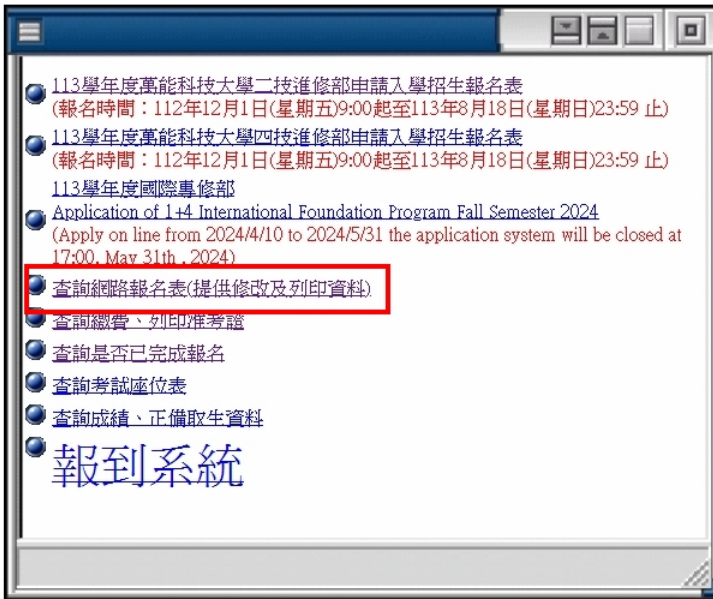 113學年度萬能科技大學二技進修部申請入學招生報名表
(報名時間：112年12月1日(星期五)9:00起至113年8月18日(星期日)23:59 止)
113學年度萬能科技大學四技進修部申請入學招生報名表
(報名時間：112年12月1日(星期五)9:00起至113年8月18日(星期日)23:59 止)
113學年度國際專修部
Application of 1+4 International Foundation Program Fall Semester 2024
(Apply on line from 2024/4/10 to 2024/5/31 the application system will be closed at
17:00, May 31th , 2024)
查詢網路報名表(提供修改及列印資料)
查詢繳費、列印准考證
查詢是否已完成報名
查詢考試座位表
查詢成績、正備取生資料
報到系統